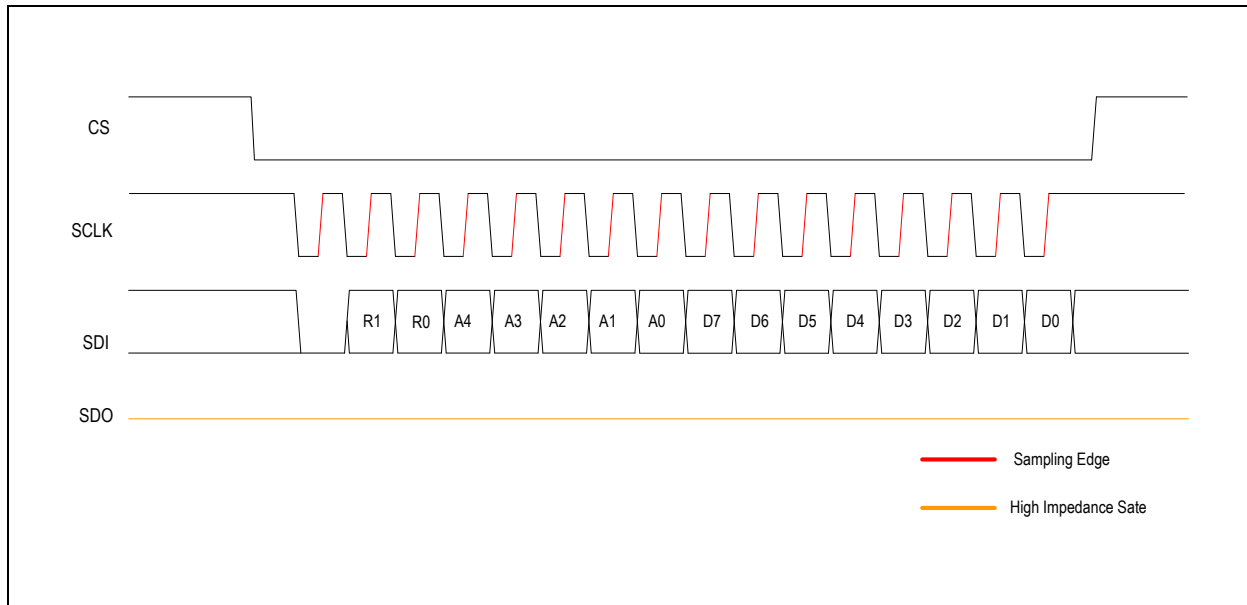 CS
SCLK
SDI
R1 R0 A4 A3 A2 A1 A0 D7 D6 D5 D4 D3 D2 D1 D0
SDO
Sampling Edge
High Impedance Sate